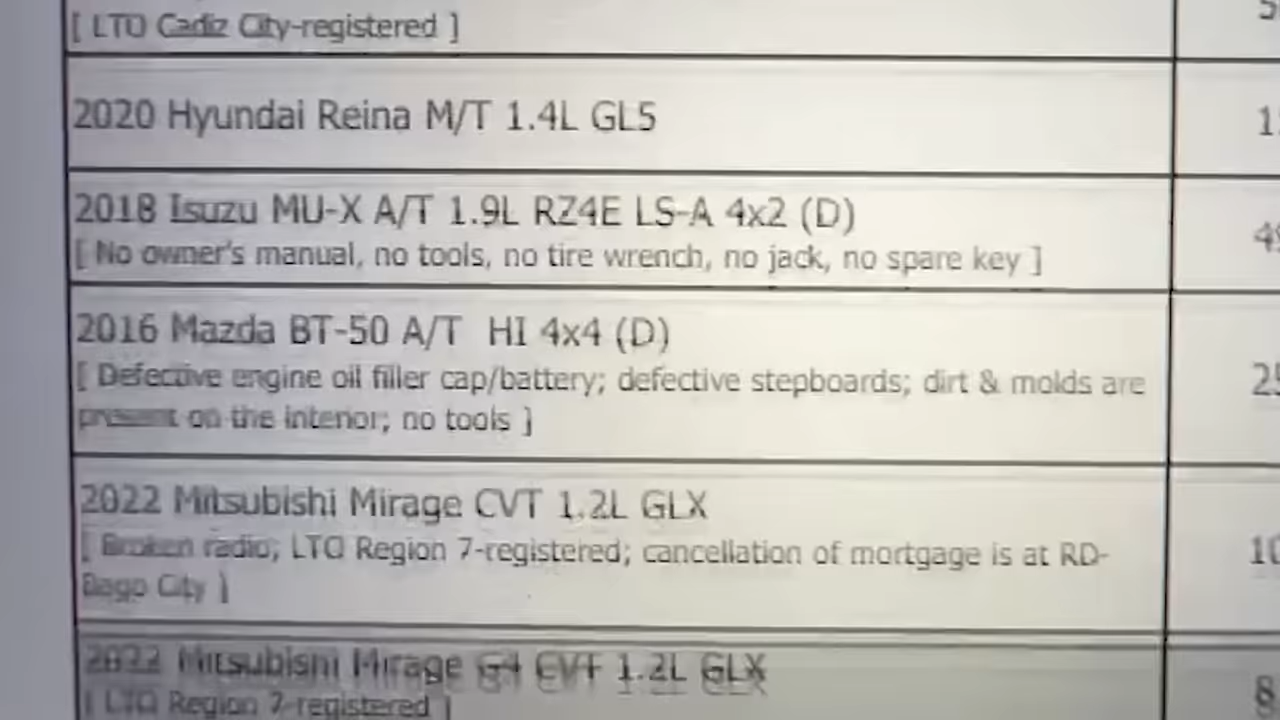 [ LTO Cadiz City-registered ]
2020 Hyundai Reina M/T 1.4L GL5
2018 Isuzu MU-X A/T 1.9L RZ4E LS-A 4x2 (D)
[ No owner's manual, no tools, no tire wrench, no jack, no spare key ]
2016 Mazda BT-50 A/T HI 4x4 (D)
[ Defective engine oil filler cap/battery; defective stepboards; dirt & molds are
present on the interior; no tools ]
2022 Mitsubishi Mirage CVT 1.2L GLX
[ Broken radio; LTO Region 7-registered; cancellation of mortgage is at RD-
Bago City ]
2022 Mitsubishi Mirage G4 CVT 1.2L GLX
[ LTO Region 7-registered ]